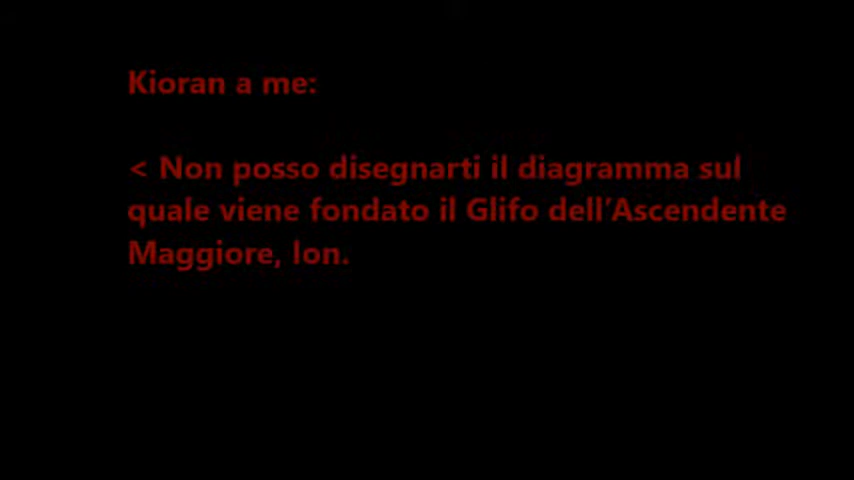 Kioran a me:
< Non posso disegnarti il diagramma sul
quale viene fondato il Glifo dell’Ascendente
Maggiore, Ion.